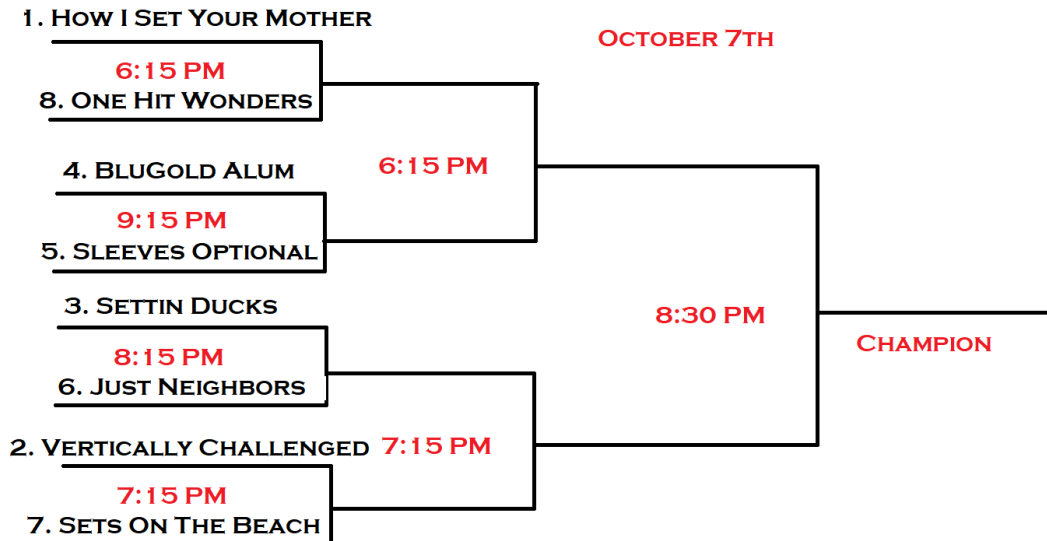 1. How I Set Your Mother
October 7th
6:15 PM
8. One Hit Wonders
4. BluGold Alum
6:15 PM
9:15 PM
5. Sleeves Optional
3. Settin Ducks
8:30 PM
8:15 PM
Champion
6. Just Neighbors
2. Vertically Challenged
7:15 PM
7:15 PM
7. Sets On The Beach